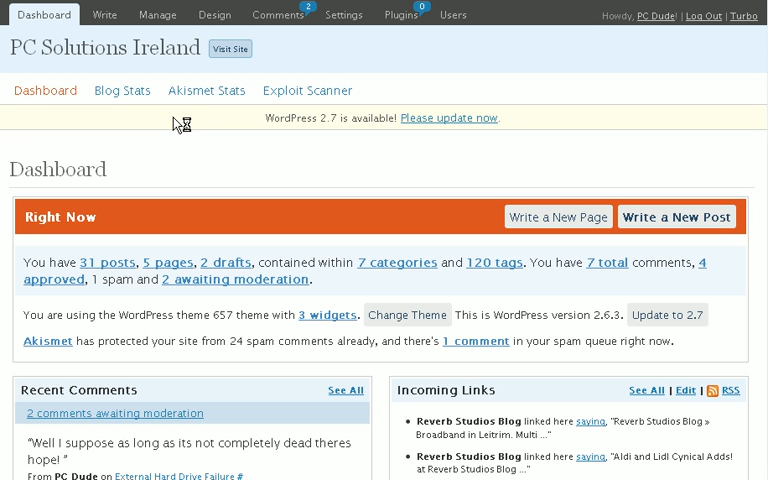 Dashboard Write Manage Design Comments 2 Settings Plugins 0 Users Howdy, PC Dude! | Log Out | Turbo
PC Solutions Ireland Visit Site
Dashboard Blog Stats Akismet Stats Exploit Scanner
WordPress 2.7 is available! Please update now.
Dashboard
Right Now Write a New Page Write a New Post
You have 31 posts, 5 pages, 2 drafts, contained within 7 categories and 120 tags. You have 7 total comments, 4
approved, 1 spam and 2 awaiting moderation.
You are using the WordPress theme 657 theme with 3 widgets. Change Theme This is WordPress version 2.6.3. Update to 2.7
Akismet has protected your site from 24 spam comments already, and there's 1 comment in your spam queue right now.
Recent Comments See All
2 comments awaiting moderation
“Well I suppose as long as its not completely dead theres
hope! ”
From PC Dude on External Hard Drive Failure #
Incoming Links See All | Edit | RSS
Reverb Studios Blog linked here saying, "Reverb Studios Blog »
Broadband in Leitrim. Multi ..."
Reverb Studios Blog linked here saying, "Aldi and Lidl Cynical Adds!
at Reverb Studios Blog ..."